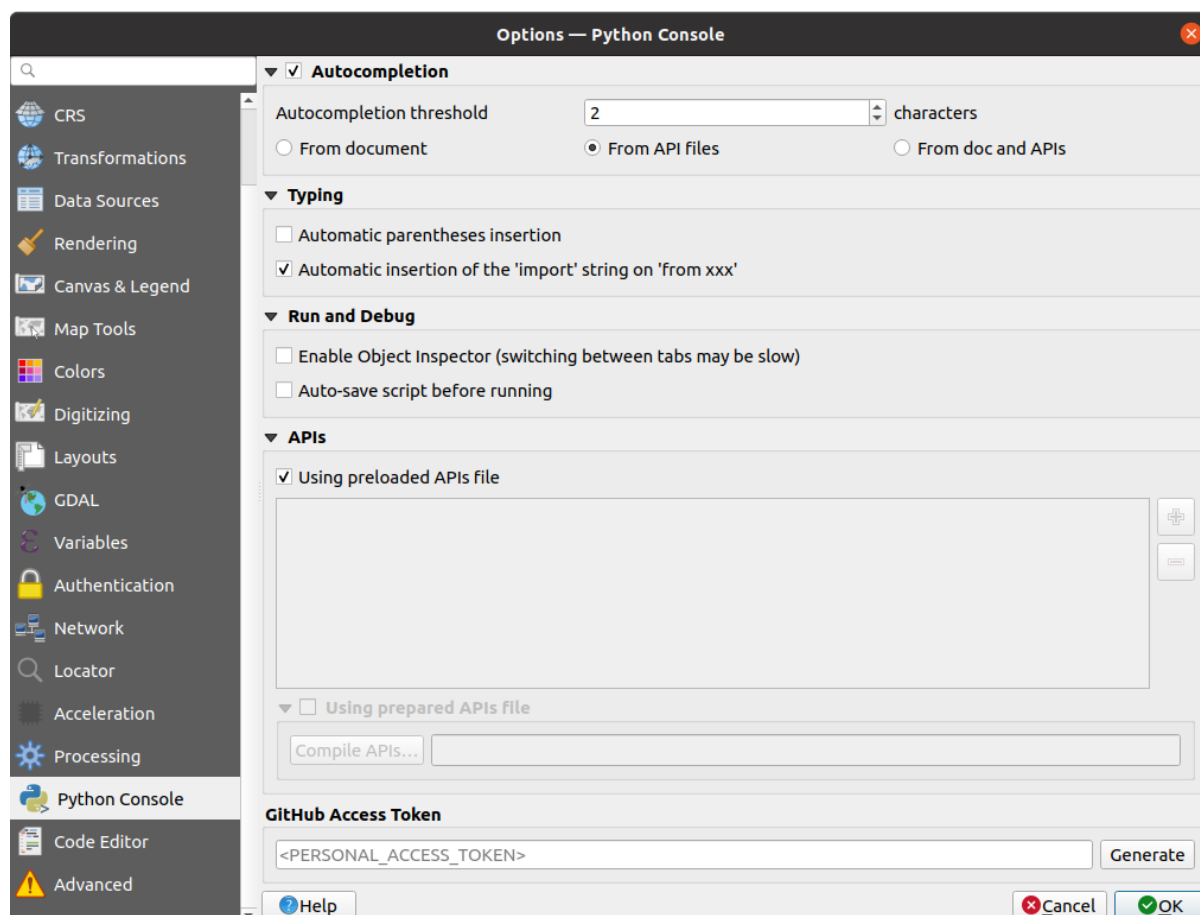 Options — Python Console
CRS
Transformations
Data Sources
Rendering
Canvas & Legend
Map Tools
Colors
Digitizing
Layouts
GDAL
Variables
Authentication
Network
Locator
Acceleration
Processing
Python Console
Code Editor
Advanced
Autocompletion
Autocompletion threshold 2 characters
From document From API files From doc and APIs
Typing
Automatic parentheses insertion
Automatic insertion of the 'import' string on 'from xxx'
Run and Debug
Enable Object Inspector (switching between tabs may be slow)
Auto-save script before running
APIs
Using preloaded APIs file
Using prepared APIs file
Compile APIs...
GitHub Access Token
<PERSONAL_ACCESS_TOKEN> Generate
Help Cancel OK